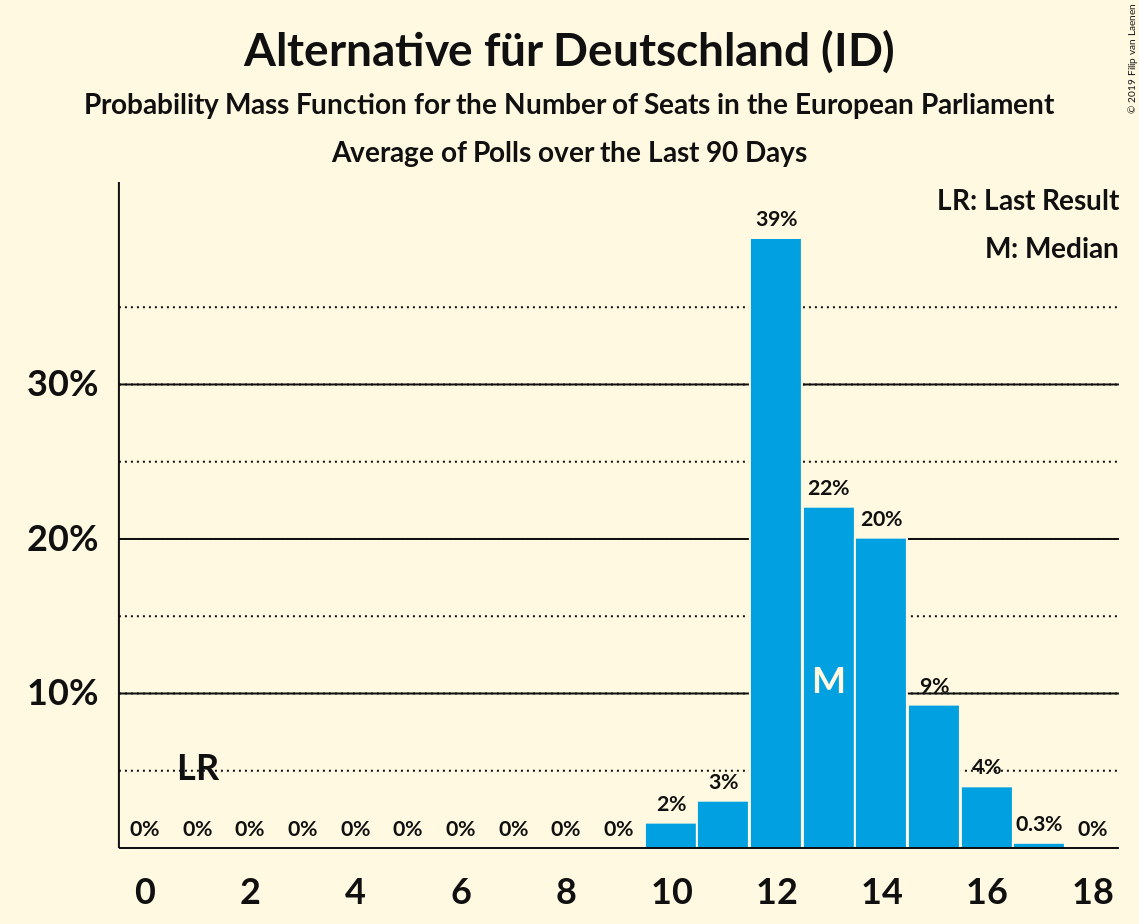 Alternative für Deutschland (ID)
Probability Mass Function for the Number of Seats in the European Parliament
Average of Polls over the Last 90 Days
© 2019 Filip van Laenen
LR: Last Result
M: Median
39%
30%
22%
20%
20%
M
9%
10%
LR
4%
3%
2%
0% 0% 0% 0% 0% 0% 0% 0% 0% 0% 0.3% 0%
0 2 4 6 8 10 12 14 16 18